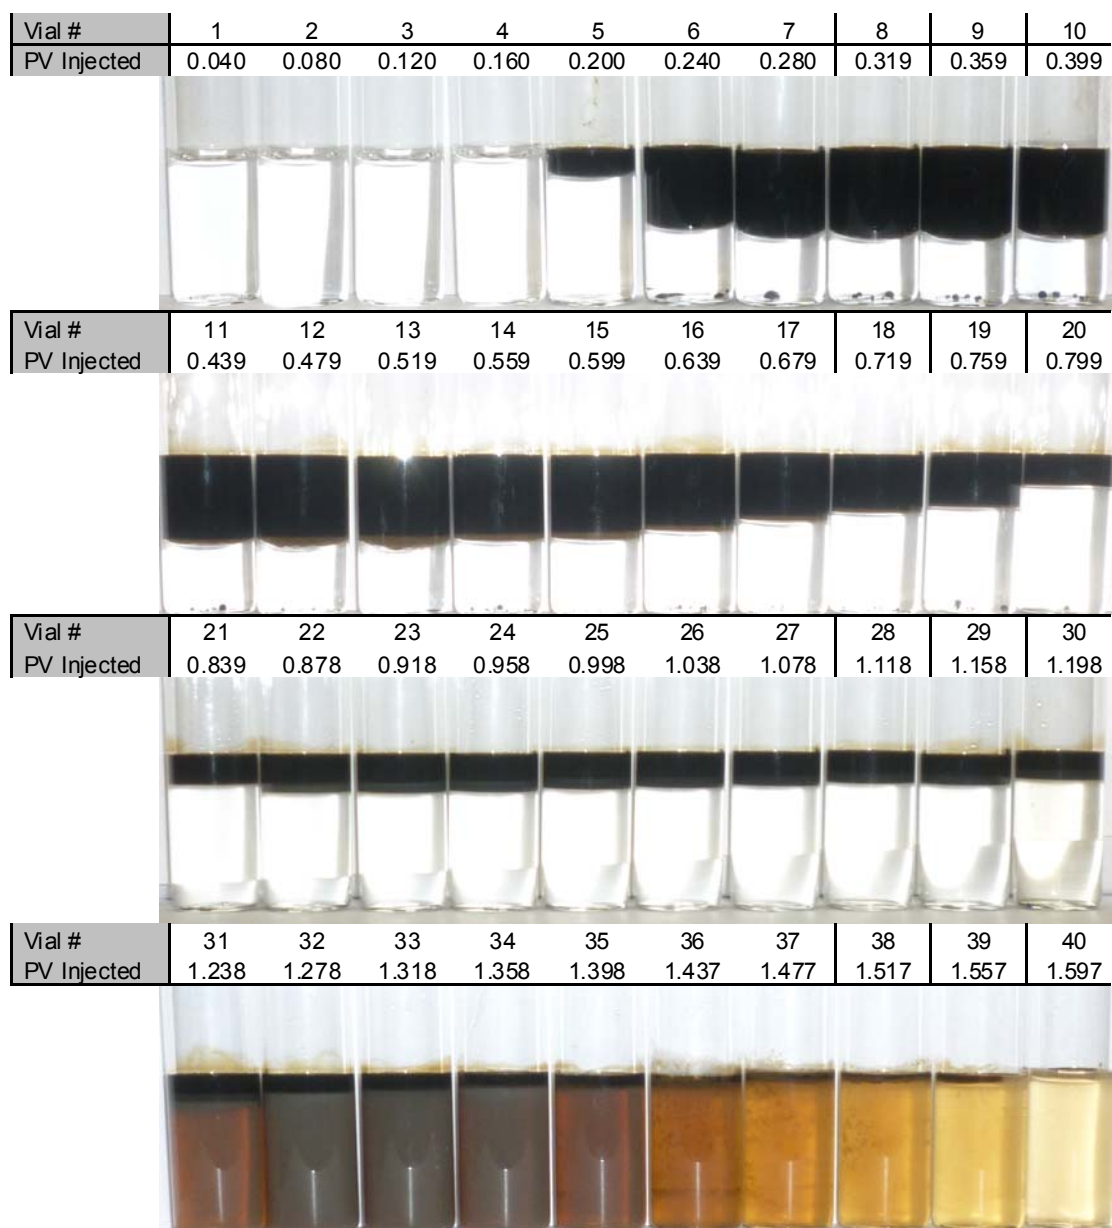 Vial # 1 2 3 4 5 6 7 8 9 10
PV Injected 0.040 0.080 0.120 0.160 0.200 0.240 0.280 0.319 0.359 0.399
Vial # 11 12 13 14 15 16 17 18 19 20
PV Injected 0.439 0.479 0.519 0.559 0.599 0.639 0.679 0.719 0.759 0.799
Vial # 21 22 23 24 25 26 27 28 29 30
PV Injected 0.839 0.878 0.918 0.958 0.998 1.038 1.078 1.118 1.158 1.198
Vial # 31 32 33 34 35 36 37 38 39 40
PV Injected 1.238 1.278 1.318 1.358 1.398 1.437 1.477 1.517 1.557 1.597